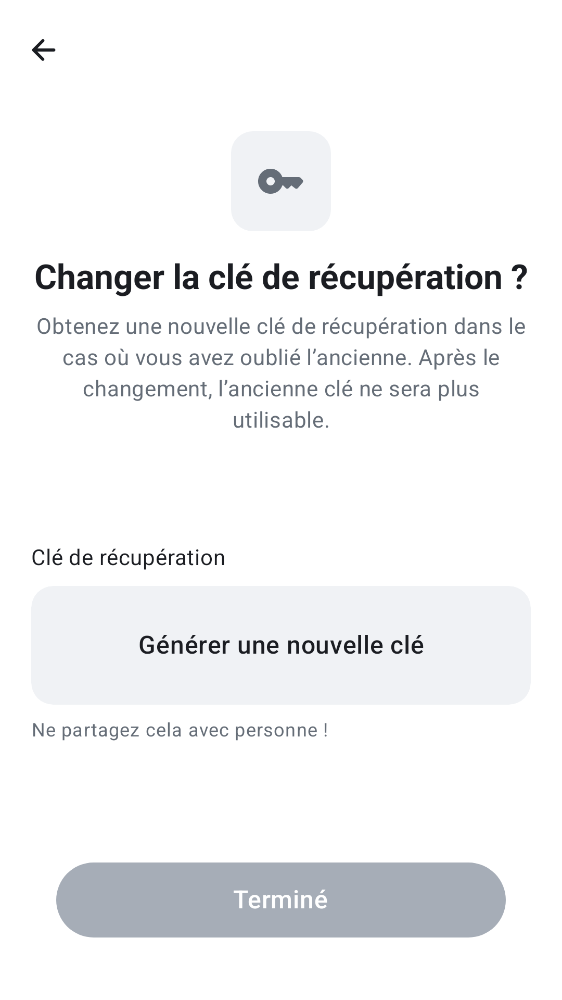 Changer la clé de récupération ?
Obtenez une nouvelle clé de récupération dans le
cas où vous avez oublié l’ancienne. Après le
changement, l’ancienne clé ne sera plus
utilisable.
Clé de récupération
Générer une nouvelle clé
Ne partagez cela avec personne !
Terminé